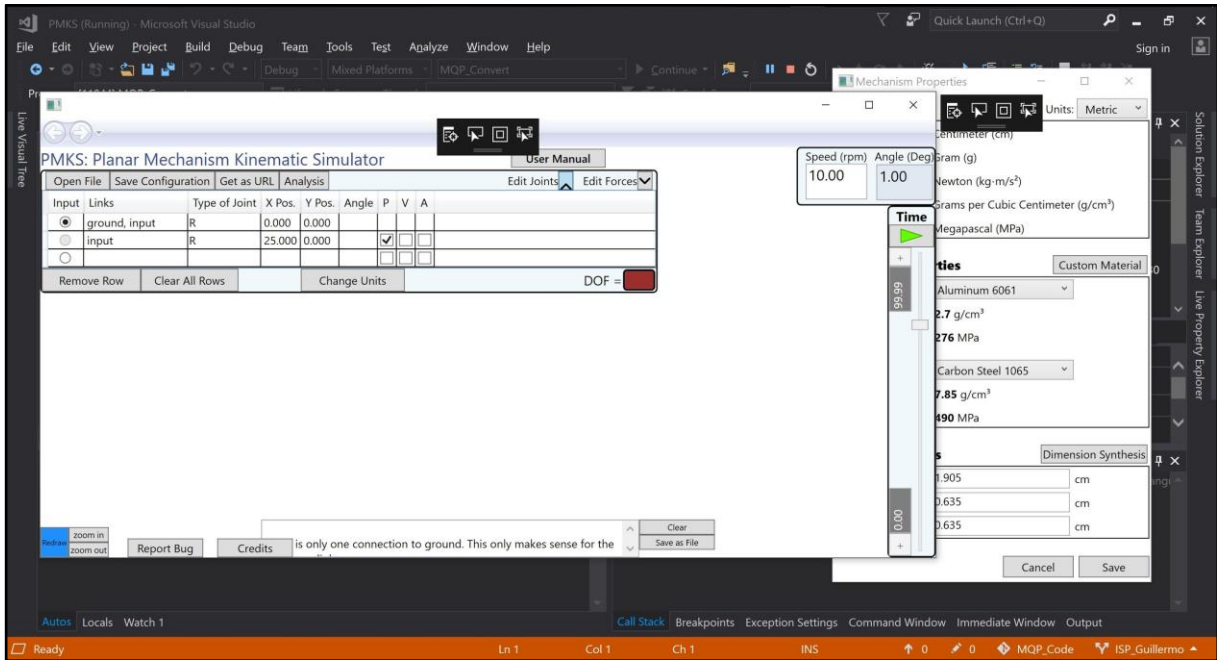 PMKS (Running) - Microsoft Visual Studio
Quick Launch (Ctrl+Q)
File Edit View Project Build Debug Team Tools Test Analyze Window Help
Sign in
Debug Mixed Platforms MQP_Convert Continue
Mechanism Properties
Units: Metric
Centimeter (cm)
Gram (g)
Newton (kg·m/s²)
Grams per Cubic Centimeter (g/cm³)
Megapascal (MPa)
ties
Custom Material
Aluminum 6061
2.7 g/cm³
276 MPa
Carbon Steel 1065
7.85 g/cm³
490 MPa
s
Dimension Synthesis
1.905 cm
0.635 cm
0.635 cm
Cancel Save
Live Visual Tree
Solution Explorer
Team Explorer
Live Property Explorer
PMKS: Planar Mechanism Kinematic Simulator
User Manual
Speed (rpm) Angle (Deg)
10.00 1.00
Open File Save Configuration Get as URL Analysis Edit Joints Edit Forces
Input Links Type of Joint X Pos. Y Pos. Angle P V A
ground, input R 0.000 0.000
input R 25.000 0.000
Remove Row Clear All Rows Change Units DOF =
Time
+
99.99
0.00
+
Redraw
zoom in
zoom out
Report Bug
Credits
is only one connection to ground. This only makes sense for the
Clear
Save as File
Autos Locals Watch 1
Call Stack Breakpoints Exception Settings Command Window Immediate Window Output
Ready Ln 1 Col 1 Ch 1 INS 0 0 MQP_Code ISP_Guillermo